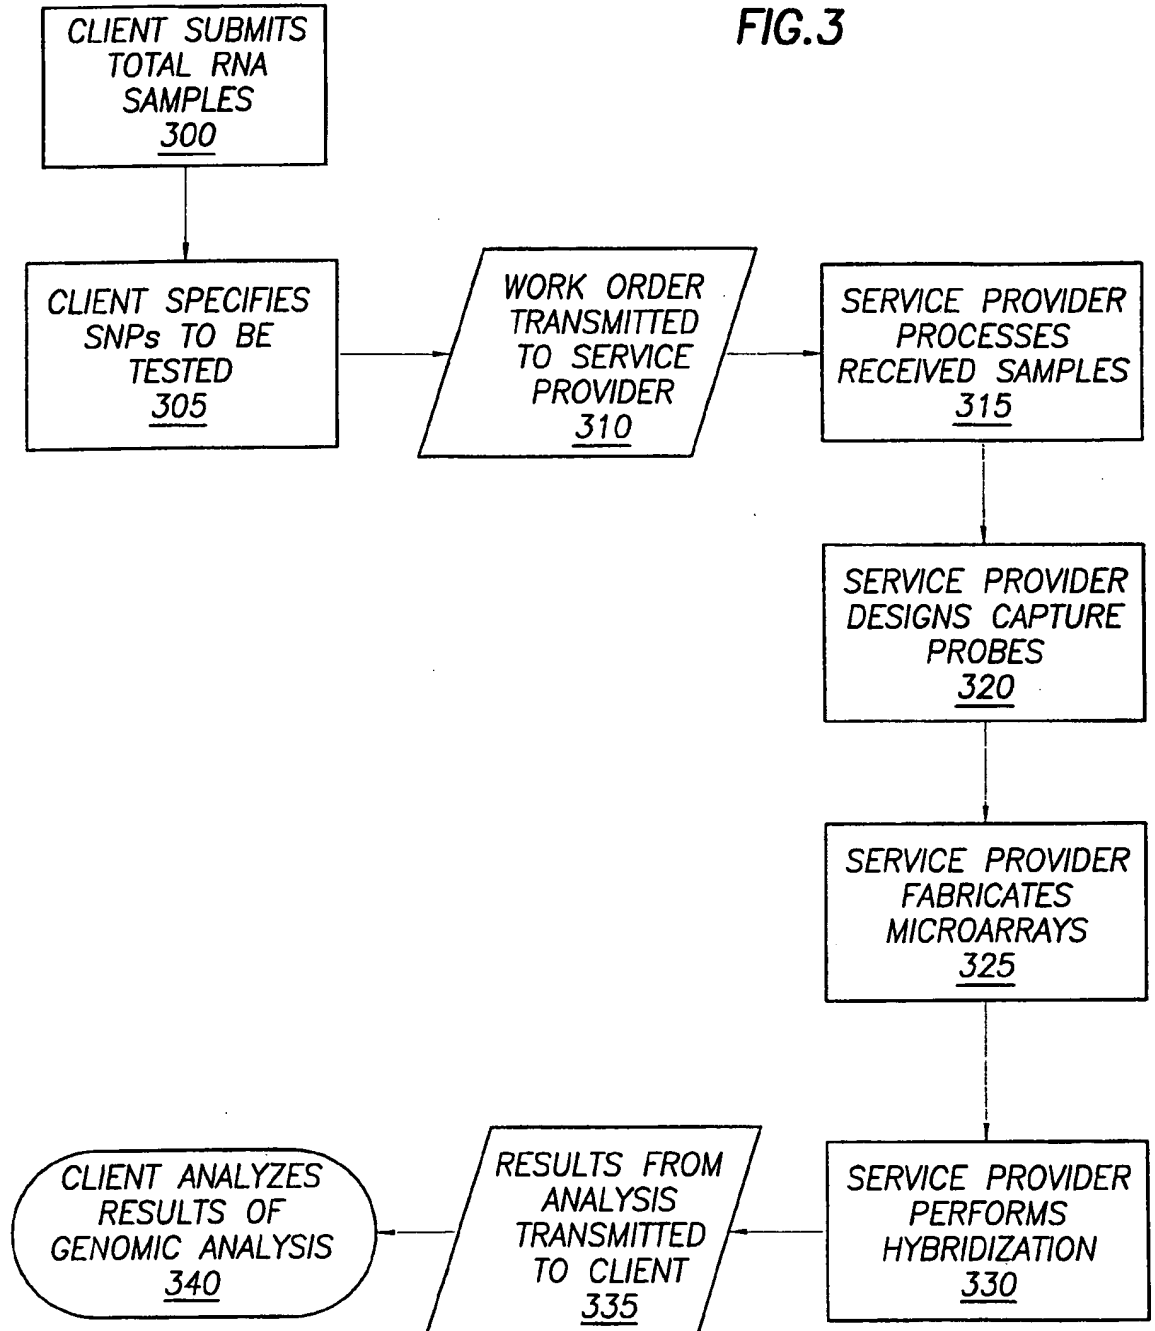 FIG.3
CLIENT SUBMITS
TOTAL RNA
SAMPLES
300
CLIENT SPECIFIES
SNPs TO BE
TESTED
305
WORK ORDER
TRANSMITTED
TO SERVICE
PROVIDER
310
SERVICE PROVIDER
PROCESSES
RECEIVED SAMPLES
315
SERVICE PROVIDER
DESIGNS CAPTURE
PROBES
320
SERVICE PROVIDER
FABRICATES
MICROARRAYS
325
SERVICE PROVIDER
PERFORMS
HYBRIDIZATION
330
RESULTS FROM
ANALYSIS
TRANSMITTED
TO CLIENT
335
CLIENT ANALYZES
RESULTS OF
GENOMIC ANALYSIS
340